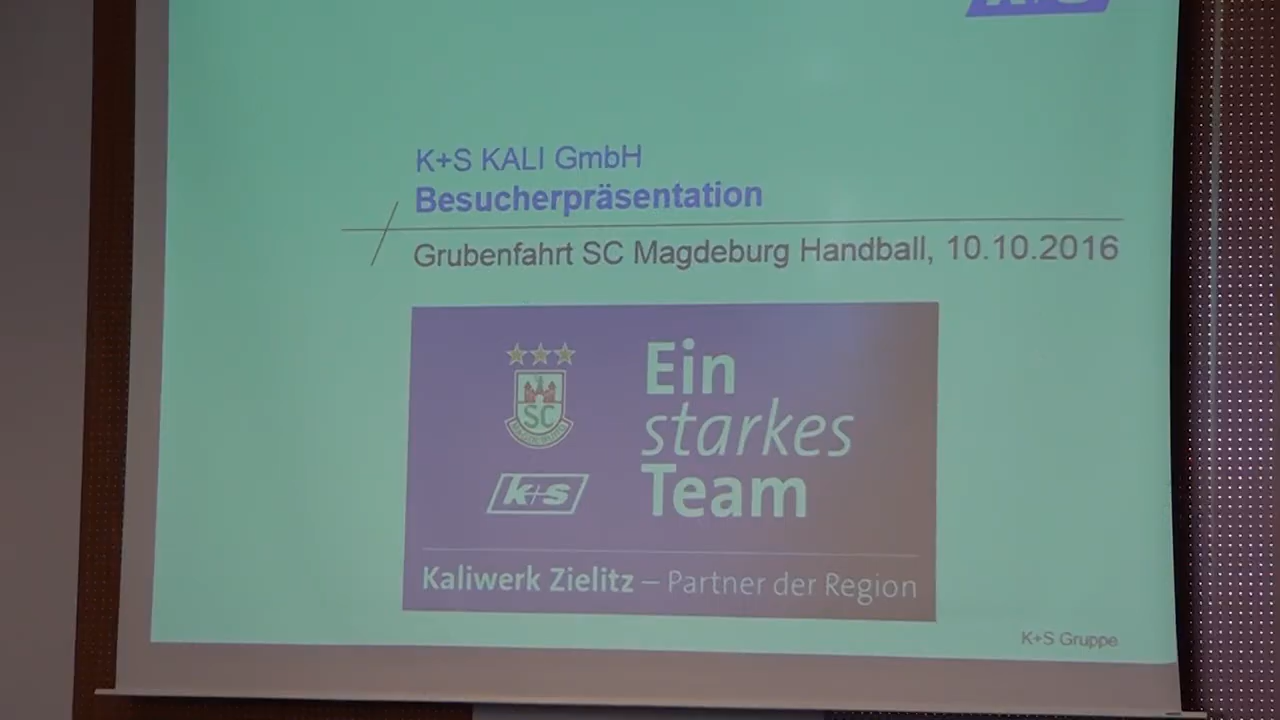 K+S
K+S KALI GmbH
Besucherpräsentation
Grubenfahrt SC Magdeburg Handball, 10.10.2016
Ein
starkes
Team
SC
k+s
Kaliwerk Zielitz – Partner der Region
K+S Gruppe